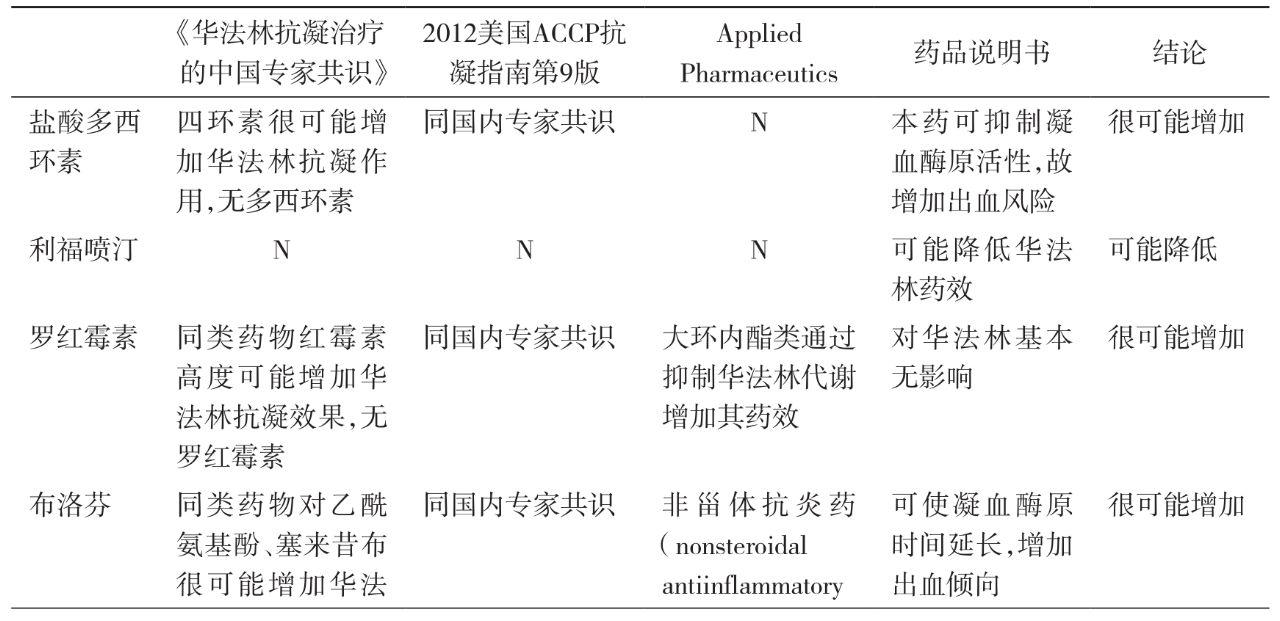 《华法林抗凝治疗的中国专家共识》 2012美国ACCP抗凝指南第9版 Applied Pharmaceutics 药品说明书 结论
盐酸多西环素
四环素很可能增
加华法林抗凝作
用,无多西环素
同国内专家共识
N
本药可抑制凝
血酶原活性,故
增加出血风险
很可能增加
利福喷汀
N
N
N
可能降低华法
林药效
可能降低
罗红霉素
同类药物红霉素
高度可能增加华
法林抗凝效果,无
罗红霉素
同国内专家共识
大环内酯类通过
抑制华法林代谢
增加其药效
对华法林基本
无影响
很可能增加
布洛芬
同类药物对乙酰
氨基酚、塞来昔布
很可能增加华法
同国内专家共识
非甾体抗炎药
(nonsteroidal
antiinflammatory
可使凝血酶原
时间延长,增加
出血倾向
很可能增加